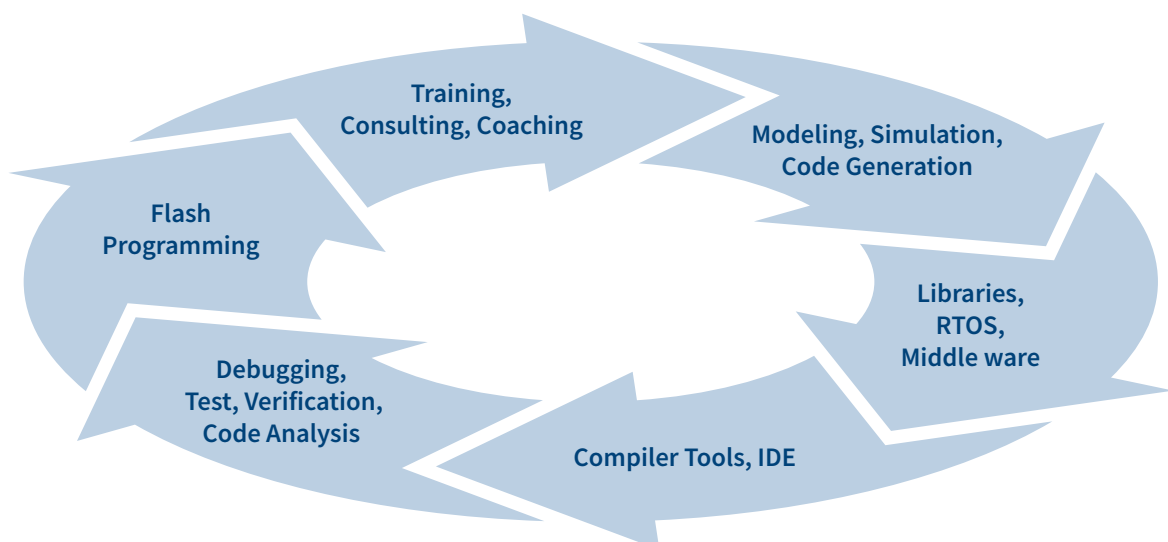 Training,
Consulting, Coaching
Modeling, Simulation,
Code Generation
Libraries,
RTOS,
Middle ware
Compiler Tools, IDE
Debugging,
Test, Verification,
Code Analysis
Flash
Programming